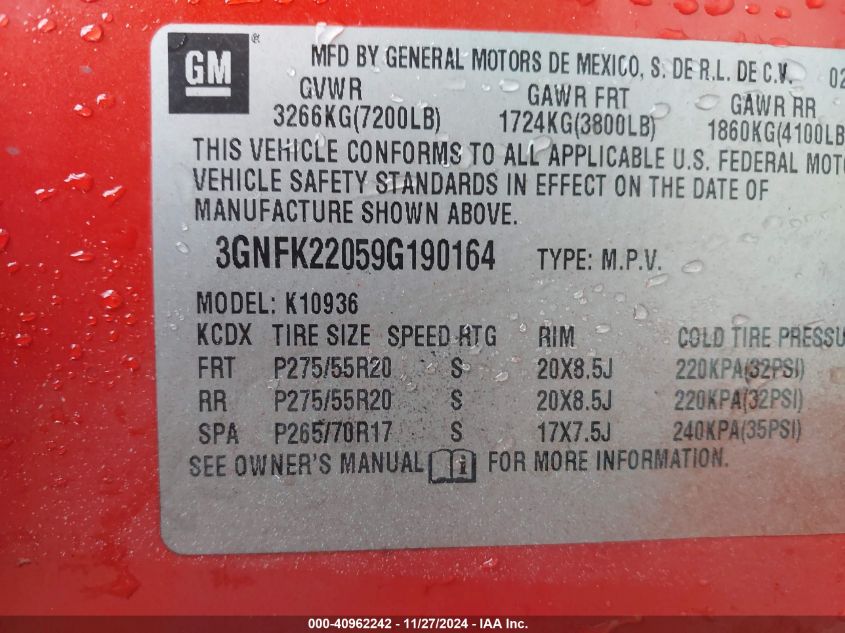 GM ®
MFD BY GENERAL MOTORS DE MEXICO, S. DE R.L. DE C.V. 02
GVWR GAWR FRT GAWR RR
3266KG(7200LB) 1724KG(3800LB) 1860KG(4100LB
THIS VEHICLE CONFORMS TO ALL APPLICABLE U.S. FEDERAL MOTO
VEHICLE SAFETY STANDARDS IN EFFECT ON THE DATE OF
MANUFACTURE SHOWN ABOVE.
3GNFK22059G190164 TYPE: M.P.V.
MODEL: K10936
KCDX TIRE SIZE SPEED RTG RIM COLD TIRE PRESSU
FRT P275/55R20 S 20X8.5J 220KPA(32PSI)
RR P275/55R20 S 20X8.5J 220KPA(32PSI)
SPA P265/70R17 S 17X7.5J 240KPA(35PSI)
SEE OWNER'S MANUAL i FOR MORE INFORMATION.
000-40962242 - 11/27/2024 - IAA Inc.